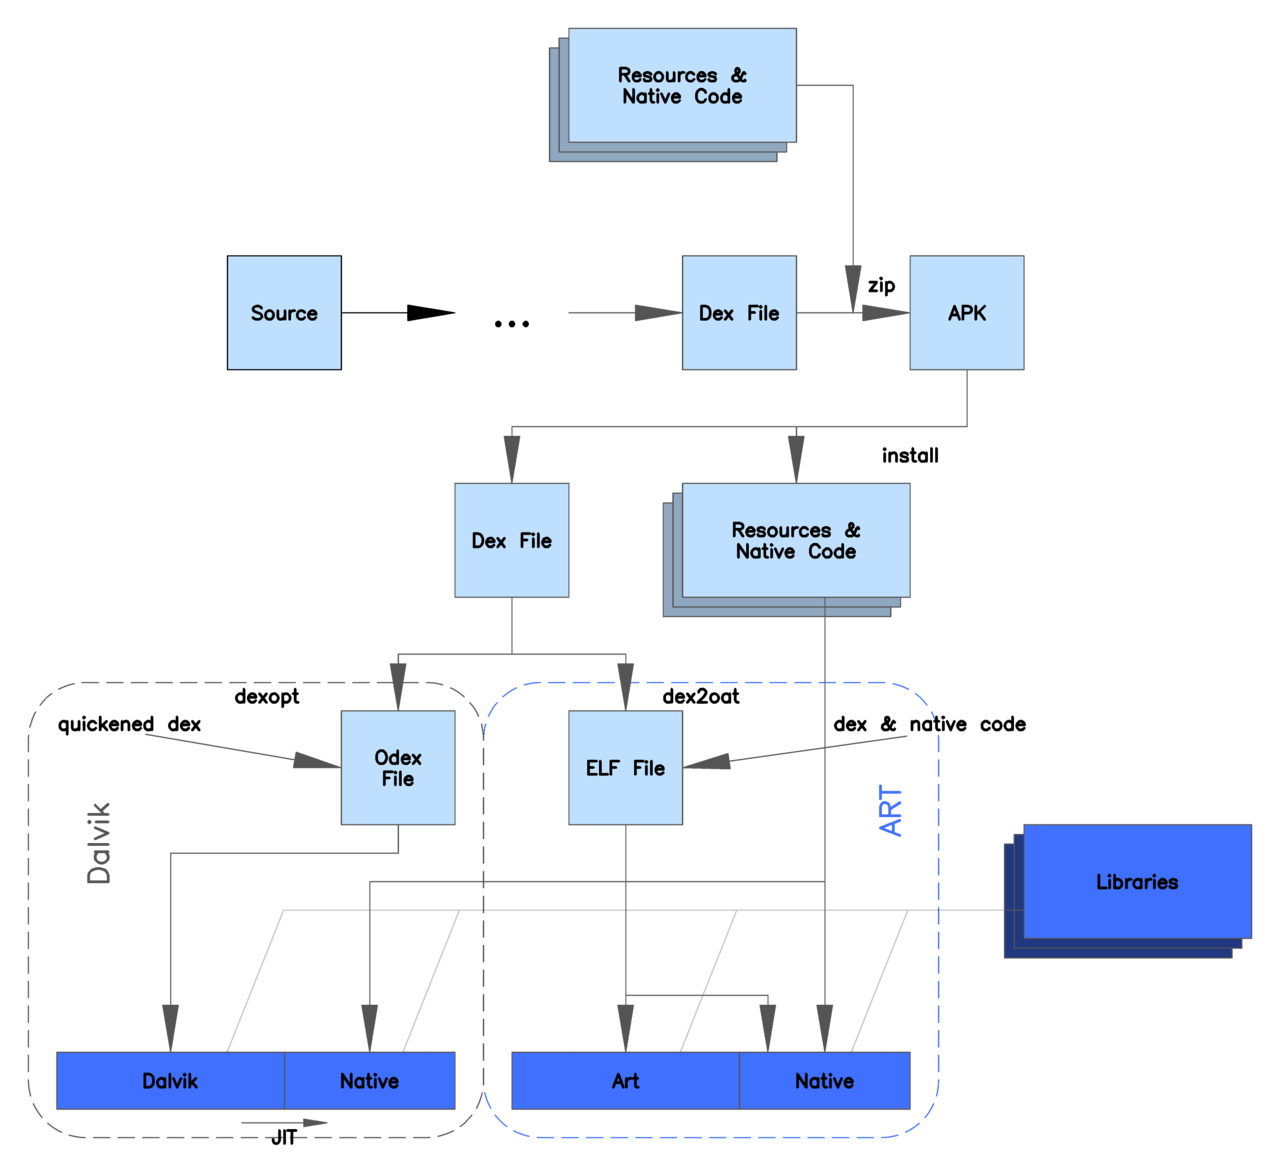 Resources &
Native Code
zip
Source
...
Dex File
APK
install
Dex File
Resources &
Native Code
dexopt
dex2oat
quickened dex
dex & native code
Odex
File
ELF File
Dalvik
ART
Libraries
Dalvik
Native
Art
Native
JIT